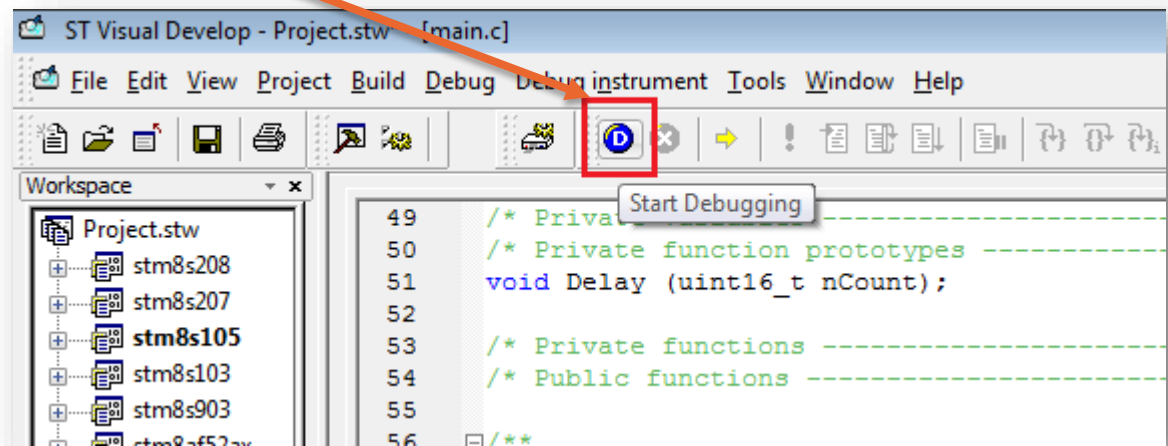 ST Visual Develop - Project.stw - [main.c]
File Edit View Project Build Debug Debug instrument Tools Window Help
D
Workspace
Start Debugging
Project.stw
stm8s208
stm8s207
stm8s105
stm8s103
stm8s903
stm8af52ax
49 /* Private variables -----------------------
50 /* Private function prototypes -------------
51 void Delay (uint16_t nCount);
52
53 /* Private functions -----------------------
54 /* Public functions ------------------------
55
56 /**